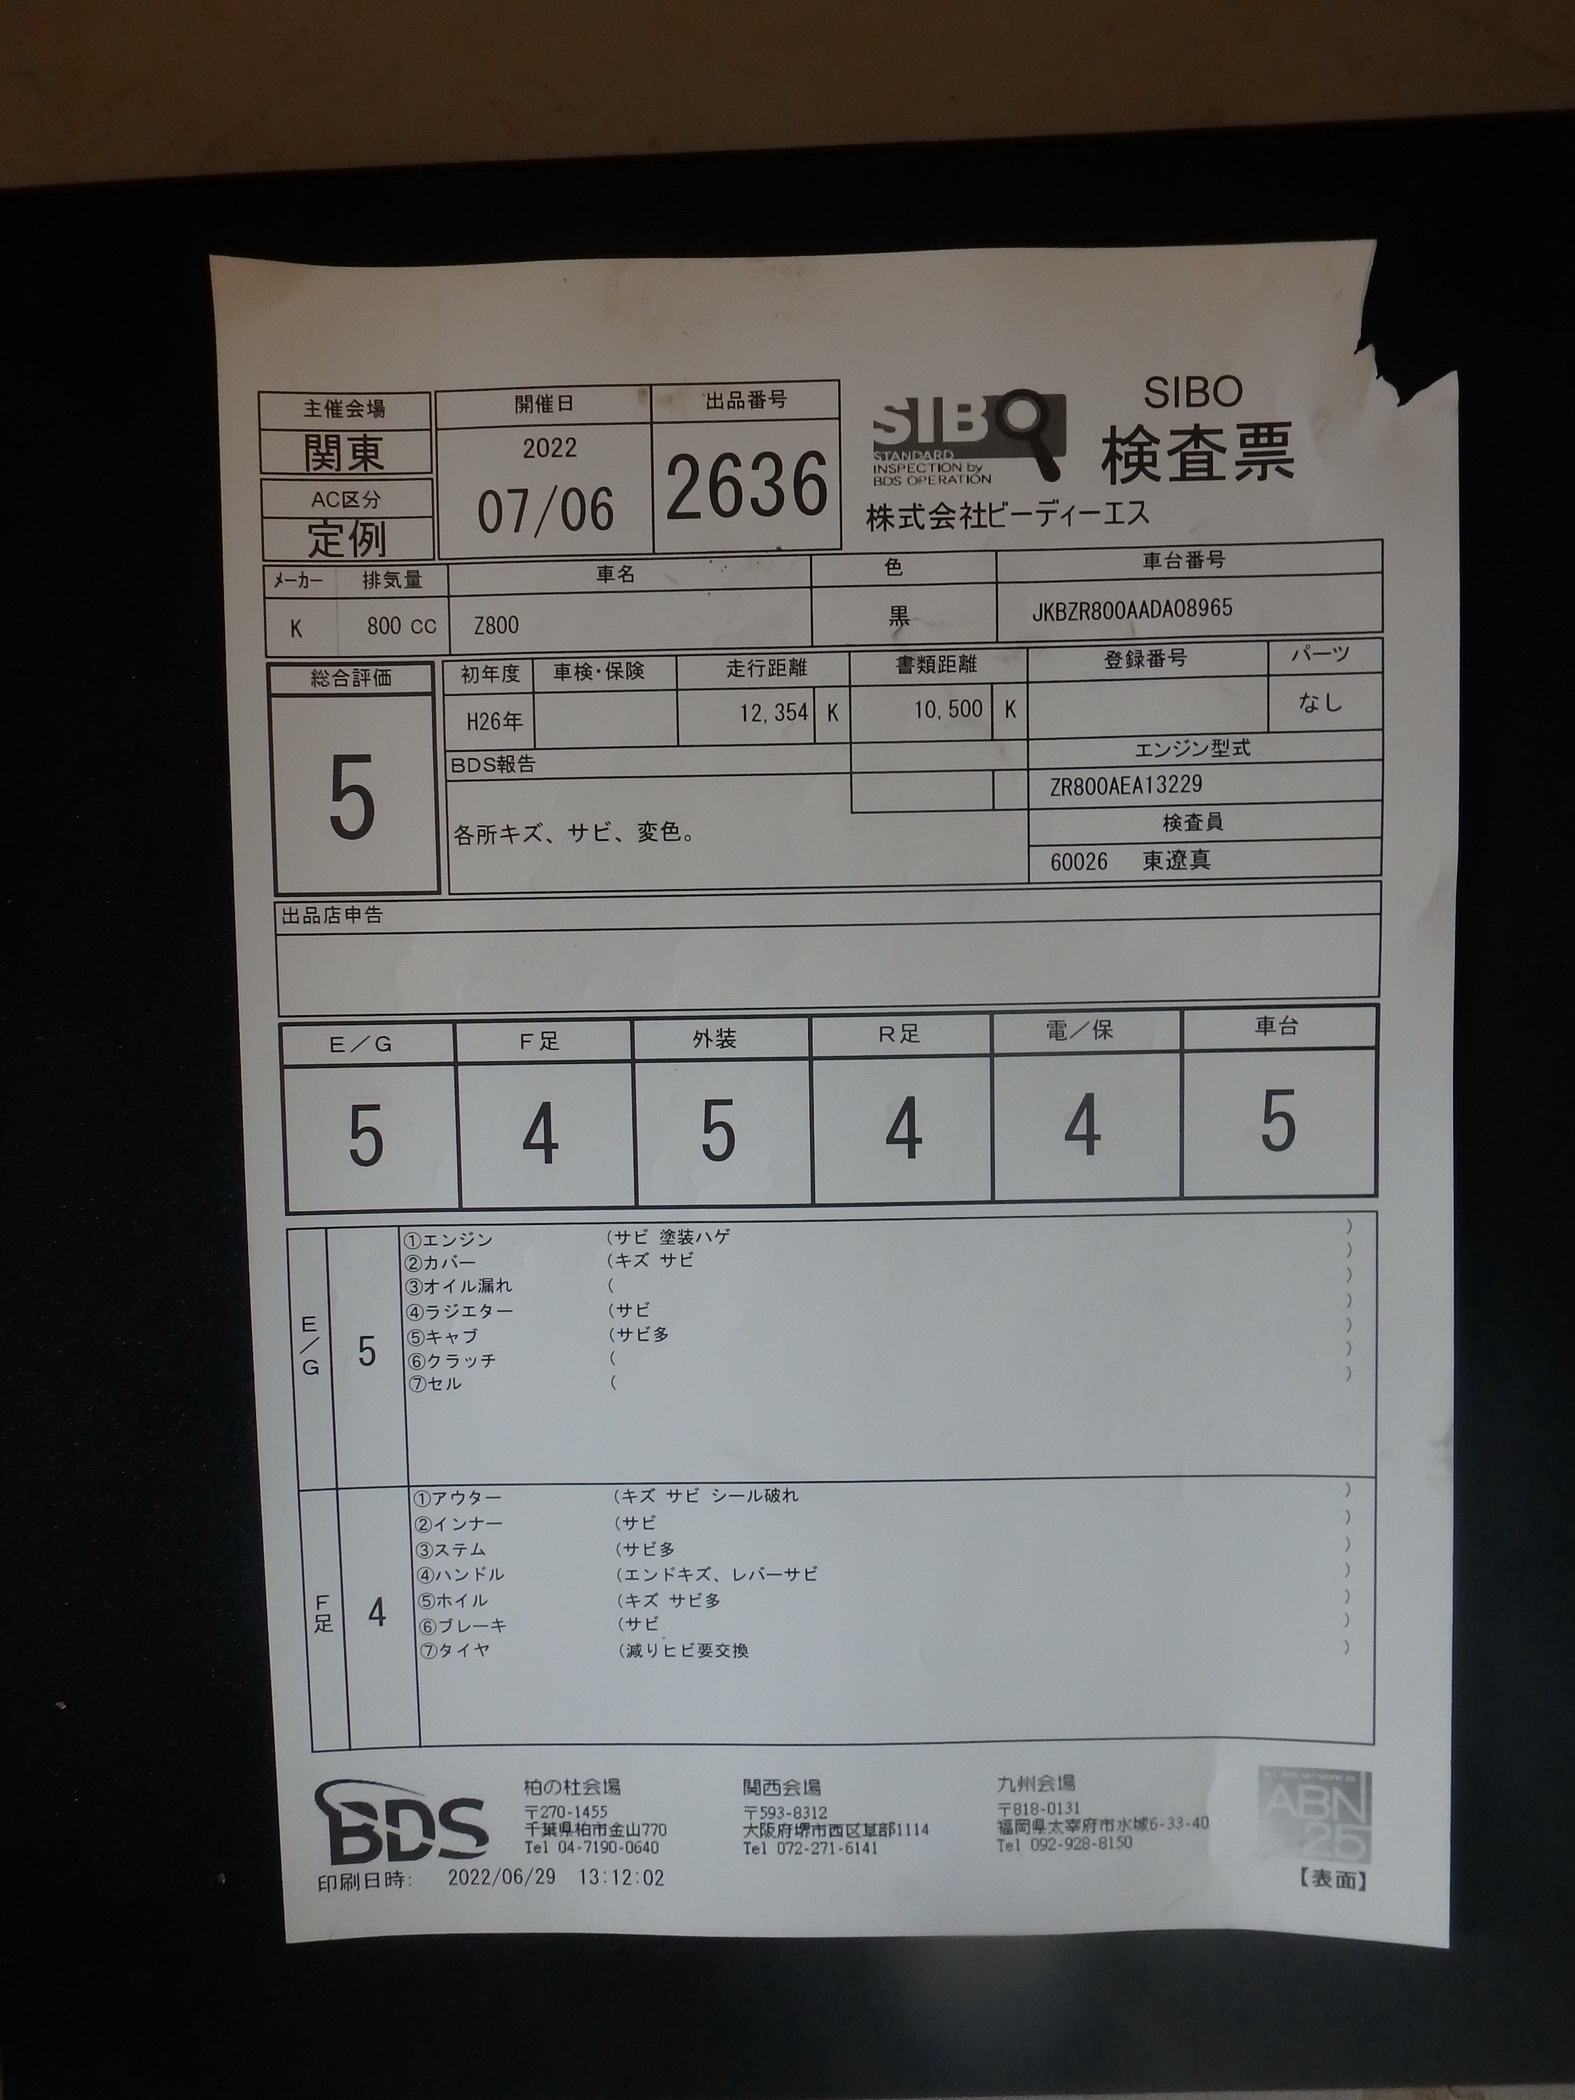 主催会場
関東
AC区分
定例
開催日
2022
07/06
出品番号
2636
SIBO
STANDARD
INSPECTION by
BDS OPERATION
SIBO
検査票
株式会社ビーディーエス
メーカー 排気量 車名 色 車台番号
K 800 CC Z800 黒 JKBZR800AADA08965
総合評価
5
初年度 車検・保険 走行距離 書類距離 登録番号 パーツ
H26年 12,354 K 10,500 K なし
BDS報告
各所キズ、サビ、変色。
エンジン型式
ZR800AEA13229
検査員
60026 東遼真
出品店申告
E/G F足 外装 R足 電/保 車台
5 4 5 4 4 5
E/G
5
①エンジン (サビ 塗装ハゲ )
②カバー (キズ サビ )
③オイル漏れ ( )
④ラジエター (サビ )
⑤キャブ (サビ多 )
⑥クラッチ ( )
⑦セル ( )
F足
4
①アウター (キズ サビ シール破れ )
②インナー (サビ )
③ステム (サビ多 )
④ハンドル (エンドキズ、レバーサビ )
⑤ホイル (キズ サビ多 )
⑥ブレーキ (サビ )
⑦タイヤ (減りヒビ要交換 )
BDS
柏の杜会場
〒270-1455
千葉県柏市金山770
Tel 04-7190-0640
関西会場
〒593-8312
大阪府堺市西区草部1114
Tel 072-271-6141
九州会場
〒818-0131
福岡県太宰府市水城6-33-40
Tel 092-928-8150
ABN
25
印刷日時: 2022/06/29 13:12:02
【表面】